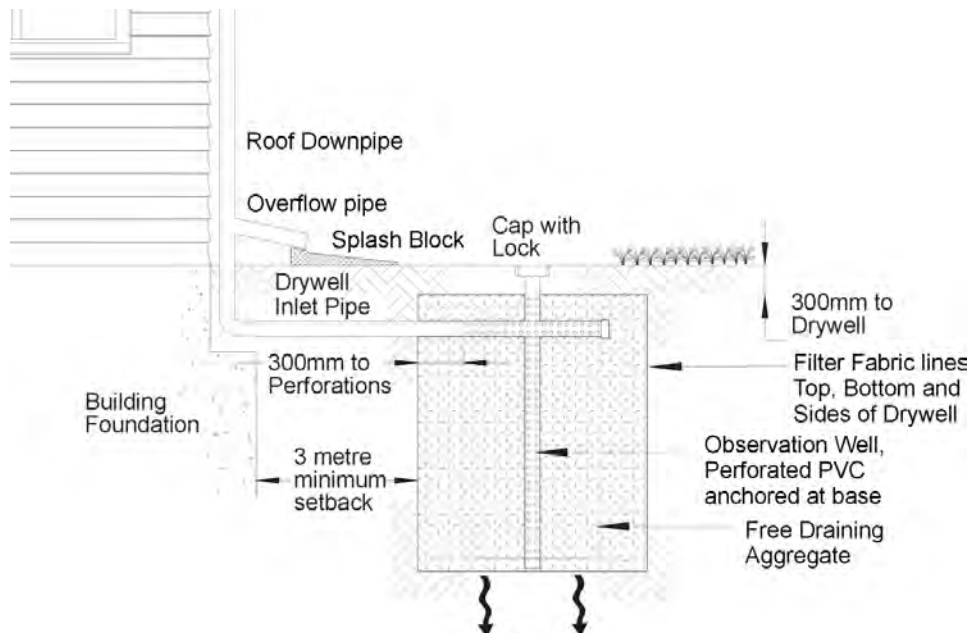 Roof Downpipe
Overflow pipe
Splash Block
Cap with
Lock
Drywell
Inlet Pipe
300mm to
Drywell
300mm to
Perforations
Filter Fabric lines
Top, Bottom and
Sides of Drywell
Building
Foundation
3 metre
minimum
setback
Observation Well,
Perforated PVC
anchored at base
Free Draining
Aggregate